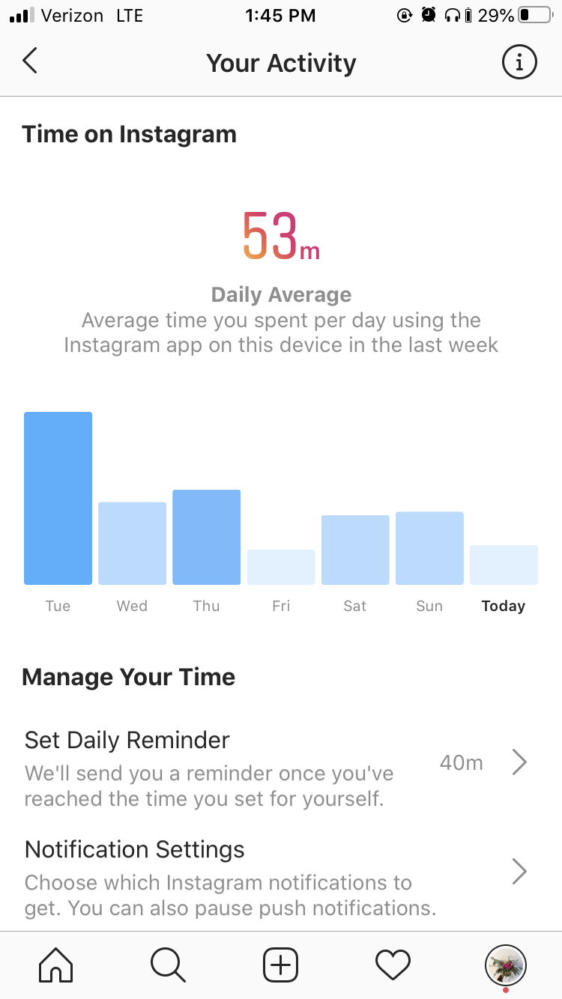 Verizon LTE 1:45 PM 29%
Your Activity
Time on Instagram
53m
Daily Average
Average time you spent per day using the
Instagram app on this device in the last week
Tue Wed Thu Fri Sat Sun Today
Manage Your Time
Set Daily Reminder
40m
We'll send you a reminder once you've
reached the time you set for yourself.
Notification Settings
Choose which Instagram notifications to
get. You can also pause push notifications.